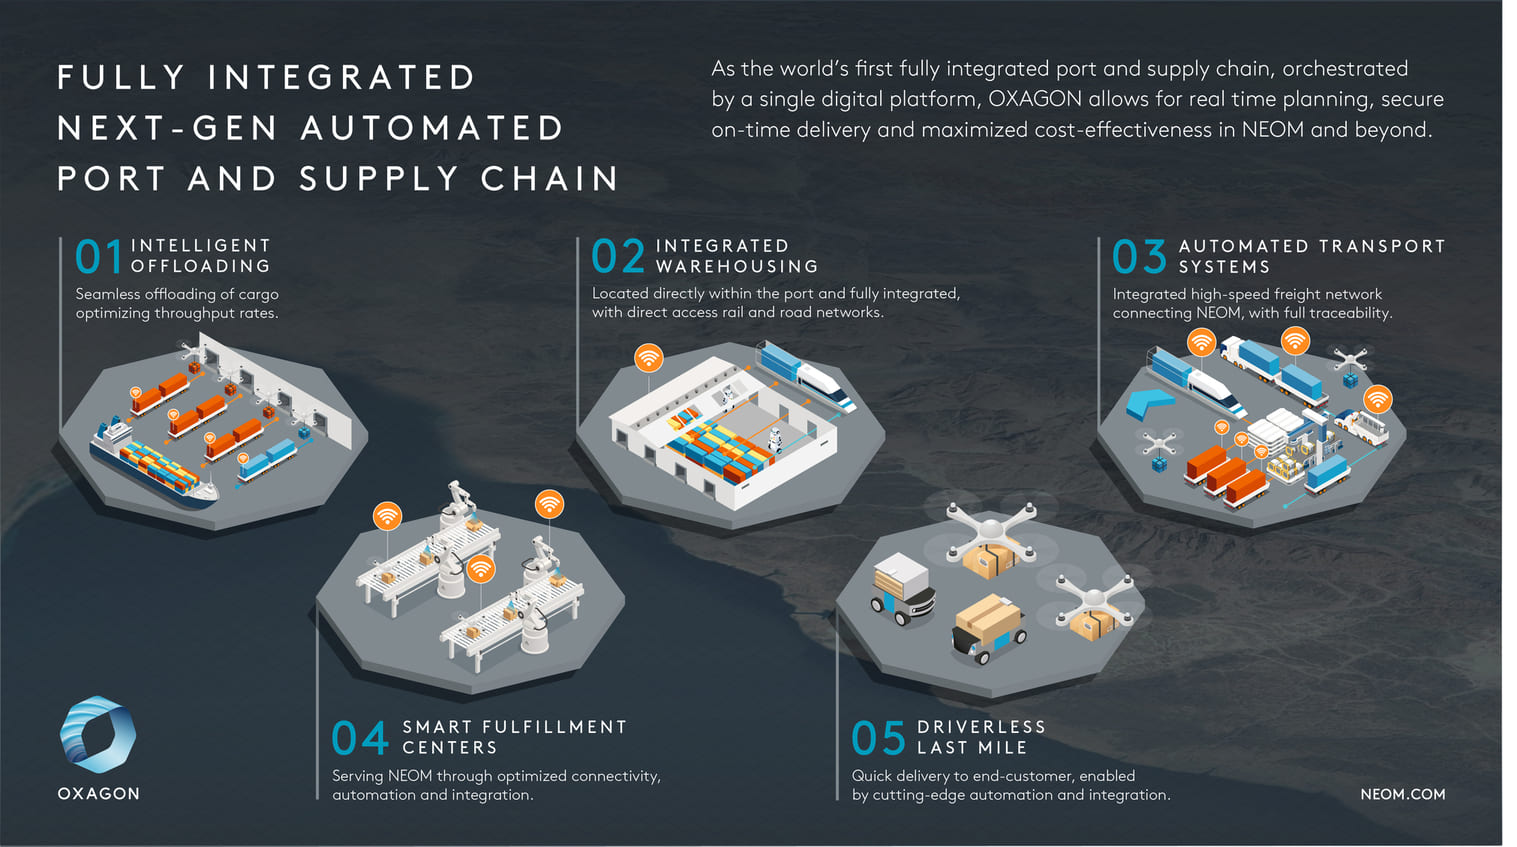 FULLY INTEGRATED
NEXT-GEN AUTOMATED
PORT AND SUPPLY CHAIN
As the world's first fully integrated port and supply chain, orchestrated
by a single digital platform, OXAGON allows for real time planning, secure
on-time delivery and maximized cost-effectiveness in NEOM and beyond.
01 INTELLIGENT
OFFLOADING
Seamless offloading of cargo
optimizing throughput rates.
02 INTEGRATED
WAREHOUSING
Located directly within the port and fully integrated,
with direct access rail and road networks.
03 AUTOMATED TRANSPORT
SYSTEMS
Integrated high-speed freight network
connecting NEOM, with full traceability.
04 SMART FULFILLMENT
CENTERS
Serving NEOM through optimized connectivity,
automation and integration.
05 DRIVERLESS
LAST MILE
Quick delivery to end-customer, enabled
by cutting-edge automation and integration.
OXAGON
NEOM.COM